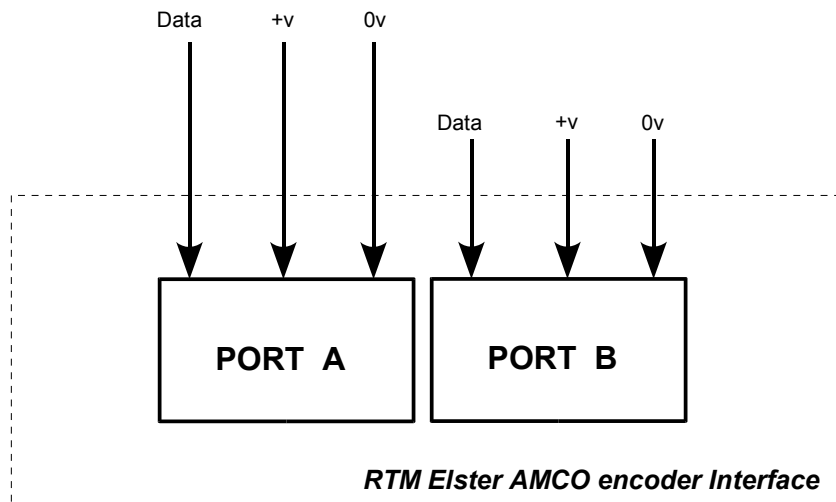 Data +v 0v
Data +v 0v
PORT A PORT B
RTM Elster AMCO encoder Interface